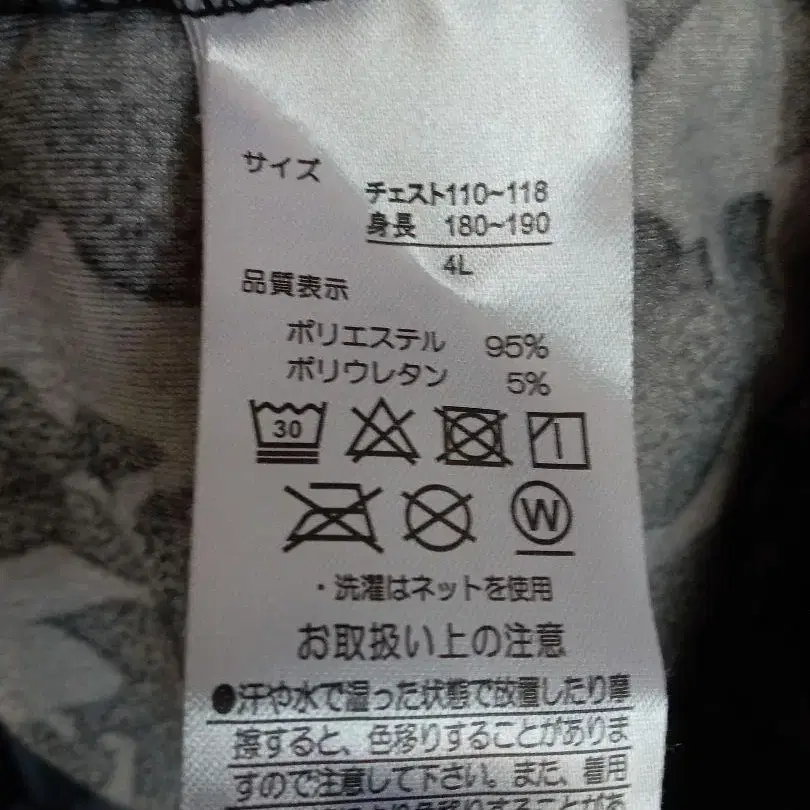 サイズ
チェスト110~118
身長 180~190
4L
品質表示
ポリエステル 95%
ポリウレタン 5%
30
W
・洗濯はネットを使用
お取扱い上の注意
●汗や水で湿った状態で放置したり摩
擦すると、色移りすることがありま
すので注意して下さい。また、着用